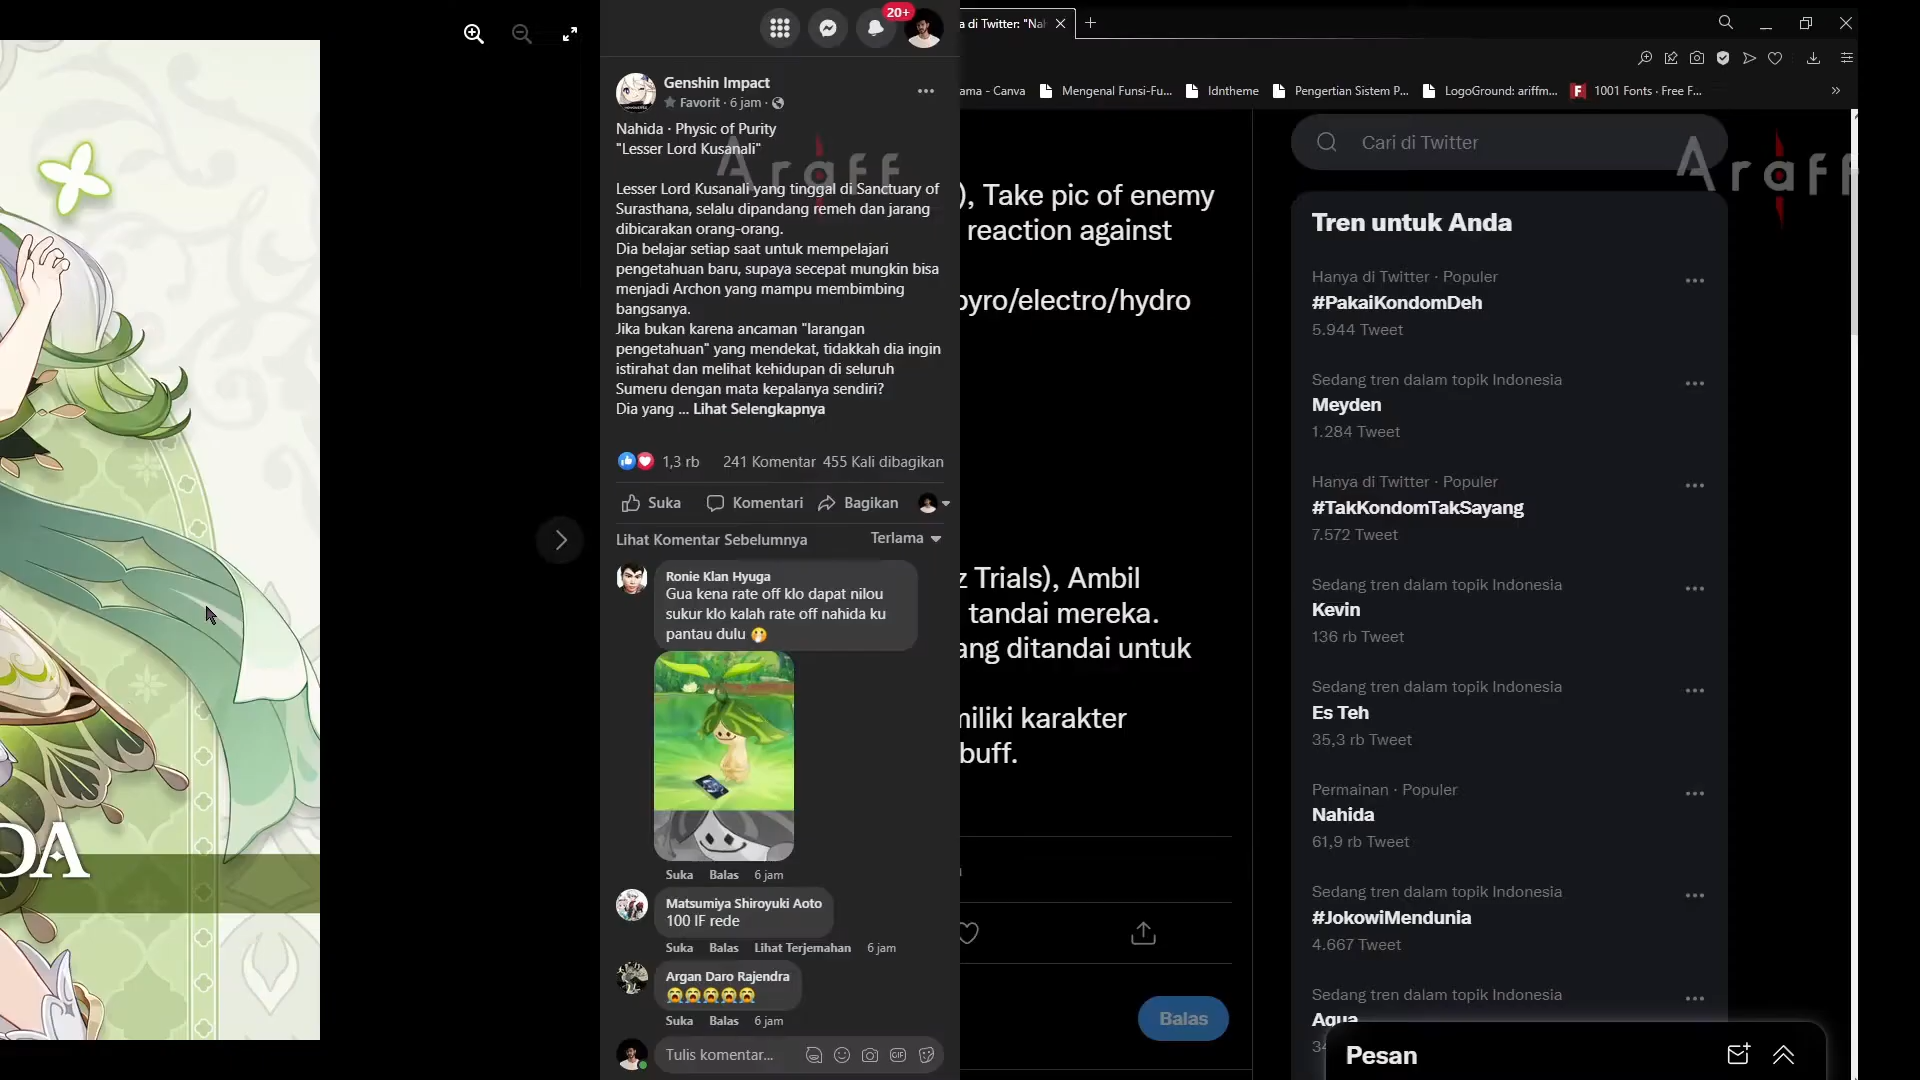 DA
20+
Genshin Impact
Favorit · 6 jam ·
Nahida · Physic of Purity
"Lesser Lord Kusanali"
Lesser Lord Kusanali yang tinggal di Sanctuary of
Surasthana, selalu dipandang remeh dan jarang
dibicarakan orang-orang.
Dia belajar setiap saat untuk mempelajari
pengetahuan baru, supaya secepat mungkin bisa
menjadi Archon yang mampu membimbing
bangsanya.
Jika bukan karena ancaman "larangan
pengetahuan" yang mendekat, tidakkah dia ingin
istirahat dan melihat kehidupan di seluruh
Sumeru dengan mata kepalanya sendiri?
Dia yang ... Lihat Selengkapnya
Araff
1,3 rb 241 Komentar 455 Kali dibagikan
Suka Komentari Bagikan
Lihat Komentar Sebelumnya Terlama
Ronie Klan Hyuga
Gua kena rate off klo dapat nilou
sukur klo kalah rate off nahida ku
pantau dulu
Suka Balas 6 jam
Matsumiya Shiroyuki Aoto
100 IF rede
Suka Balas Lihat Terjemahan 6 jam
Argan Daro Rajendra
😭😭😭😭😭
Suka Balas 6 jam
Tulis komentar...
GIF
a di Twitter: "Nah
ama - Canva Mengenal Fungsi-Fu... Idntheme Pengertian Sistem P... LogoGround: ariffm... 1001 Fonts · Free F...
), Take pic of enemy
reaction against
pyro/electro/hydro
z Trials), Ambil
tandai mereka.
ang ditandai untuk
miliki karakter
buff.
Balas
Cari di Twitter
Araff
Tren untuk Anda
Hanya di Twitter · Populer
#PakaiKondomDeh
5.944 Tweet
Sedang tren dalam topik Indonesia
Meyden
1.284 Tweet
Hanya di Twitter · Populer
#TakKondomTakSayang
7.572 Tweet
Sedang tren dalam topik Indonesia
Kevin
136 rb Tweet
Sedang tren dalam topik Indonesia
Es Teh
35,3 rb Tweet
Permainan · Populer
Nahida
61,9 rb Tweet
Sedang tren dalam topik Indonesia
#JokowiMendunia
4.667 Tweet
Sedang tren dalam topik Indonesia
Aqua
Pesan